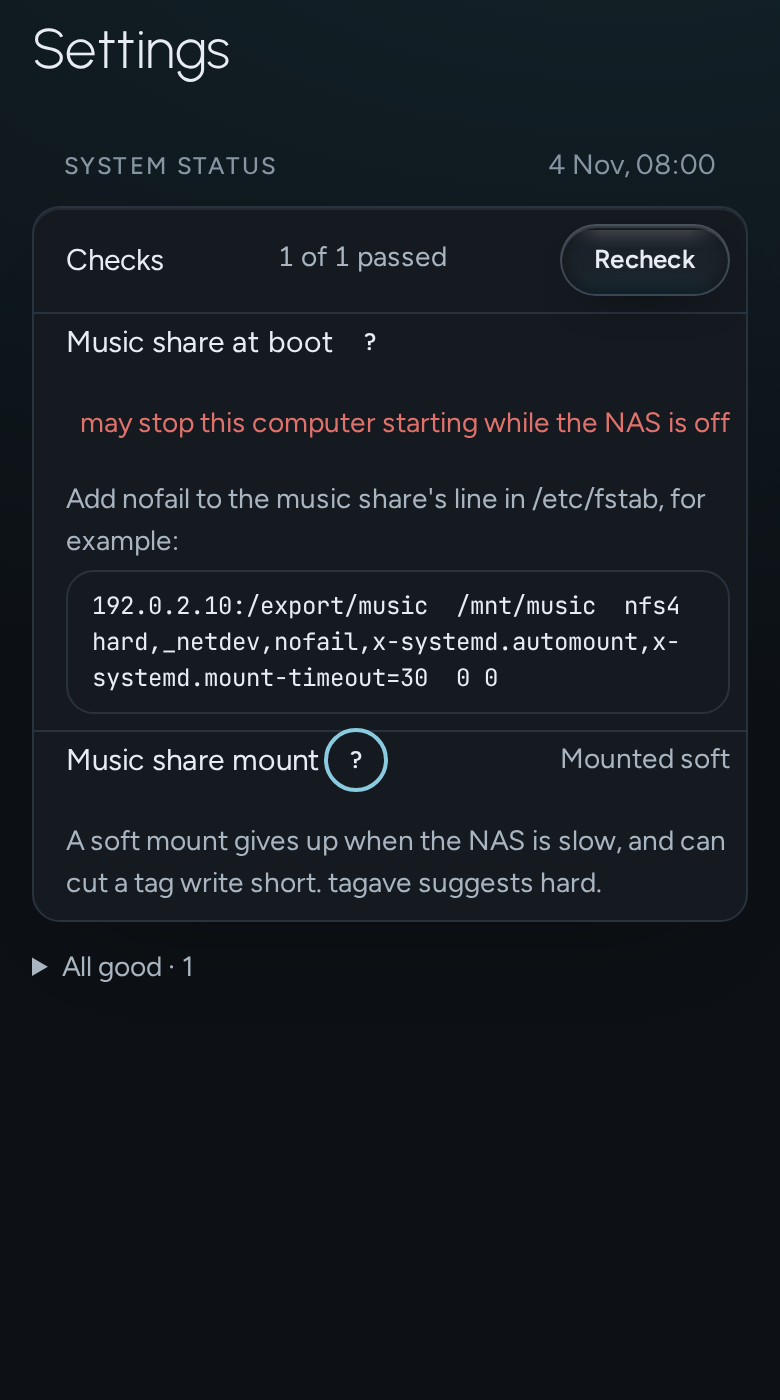 Settings
SYSTEM STATUS 4 Nov, 08:00
Checks 1 of 1 passed Recheck
Music share at boot ?
may stop this computer starting while the NAS is off
Add nofail to the music share's line in /etc/fstab, for
example:
192.0.2.10:/export/music  /mnt/music  nfs4
hard,_netdev,nofail,x-systemd.automount,x-
systemd.mount-timeout=30  0 0
Music share mount ? Mounted soft
A soft mount gives up when the NAS is slow, and can
cut a tag write short. tagave suggests hard.
All good · 1